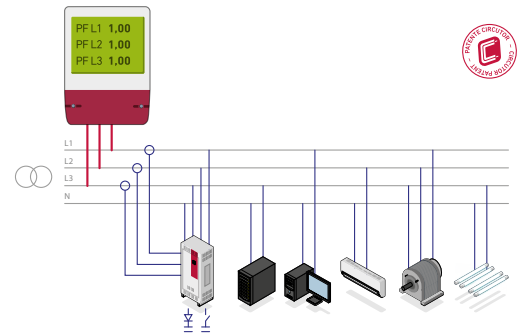 PF L1 1,00
PF L2 1,00
PF L3 1,00
PATENTE CIRCUTOR - CIRCUTOR PATENT -
L1
L2
L3
N